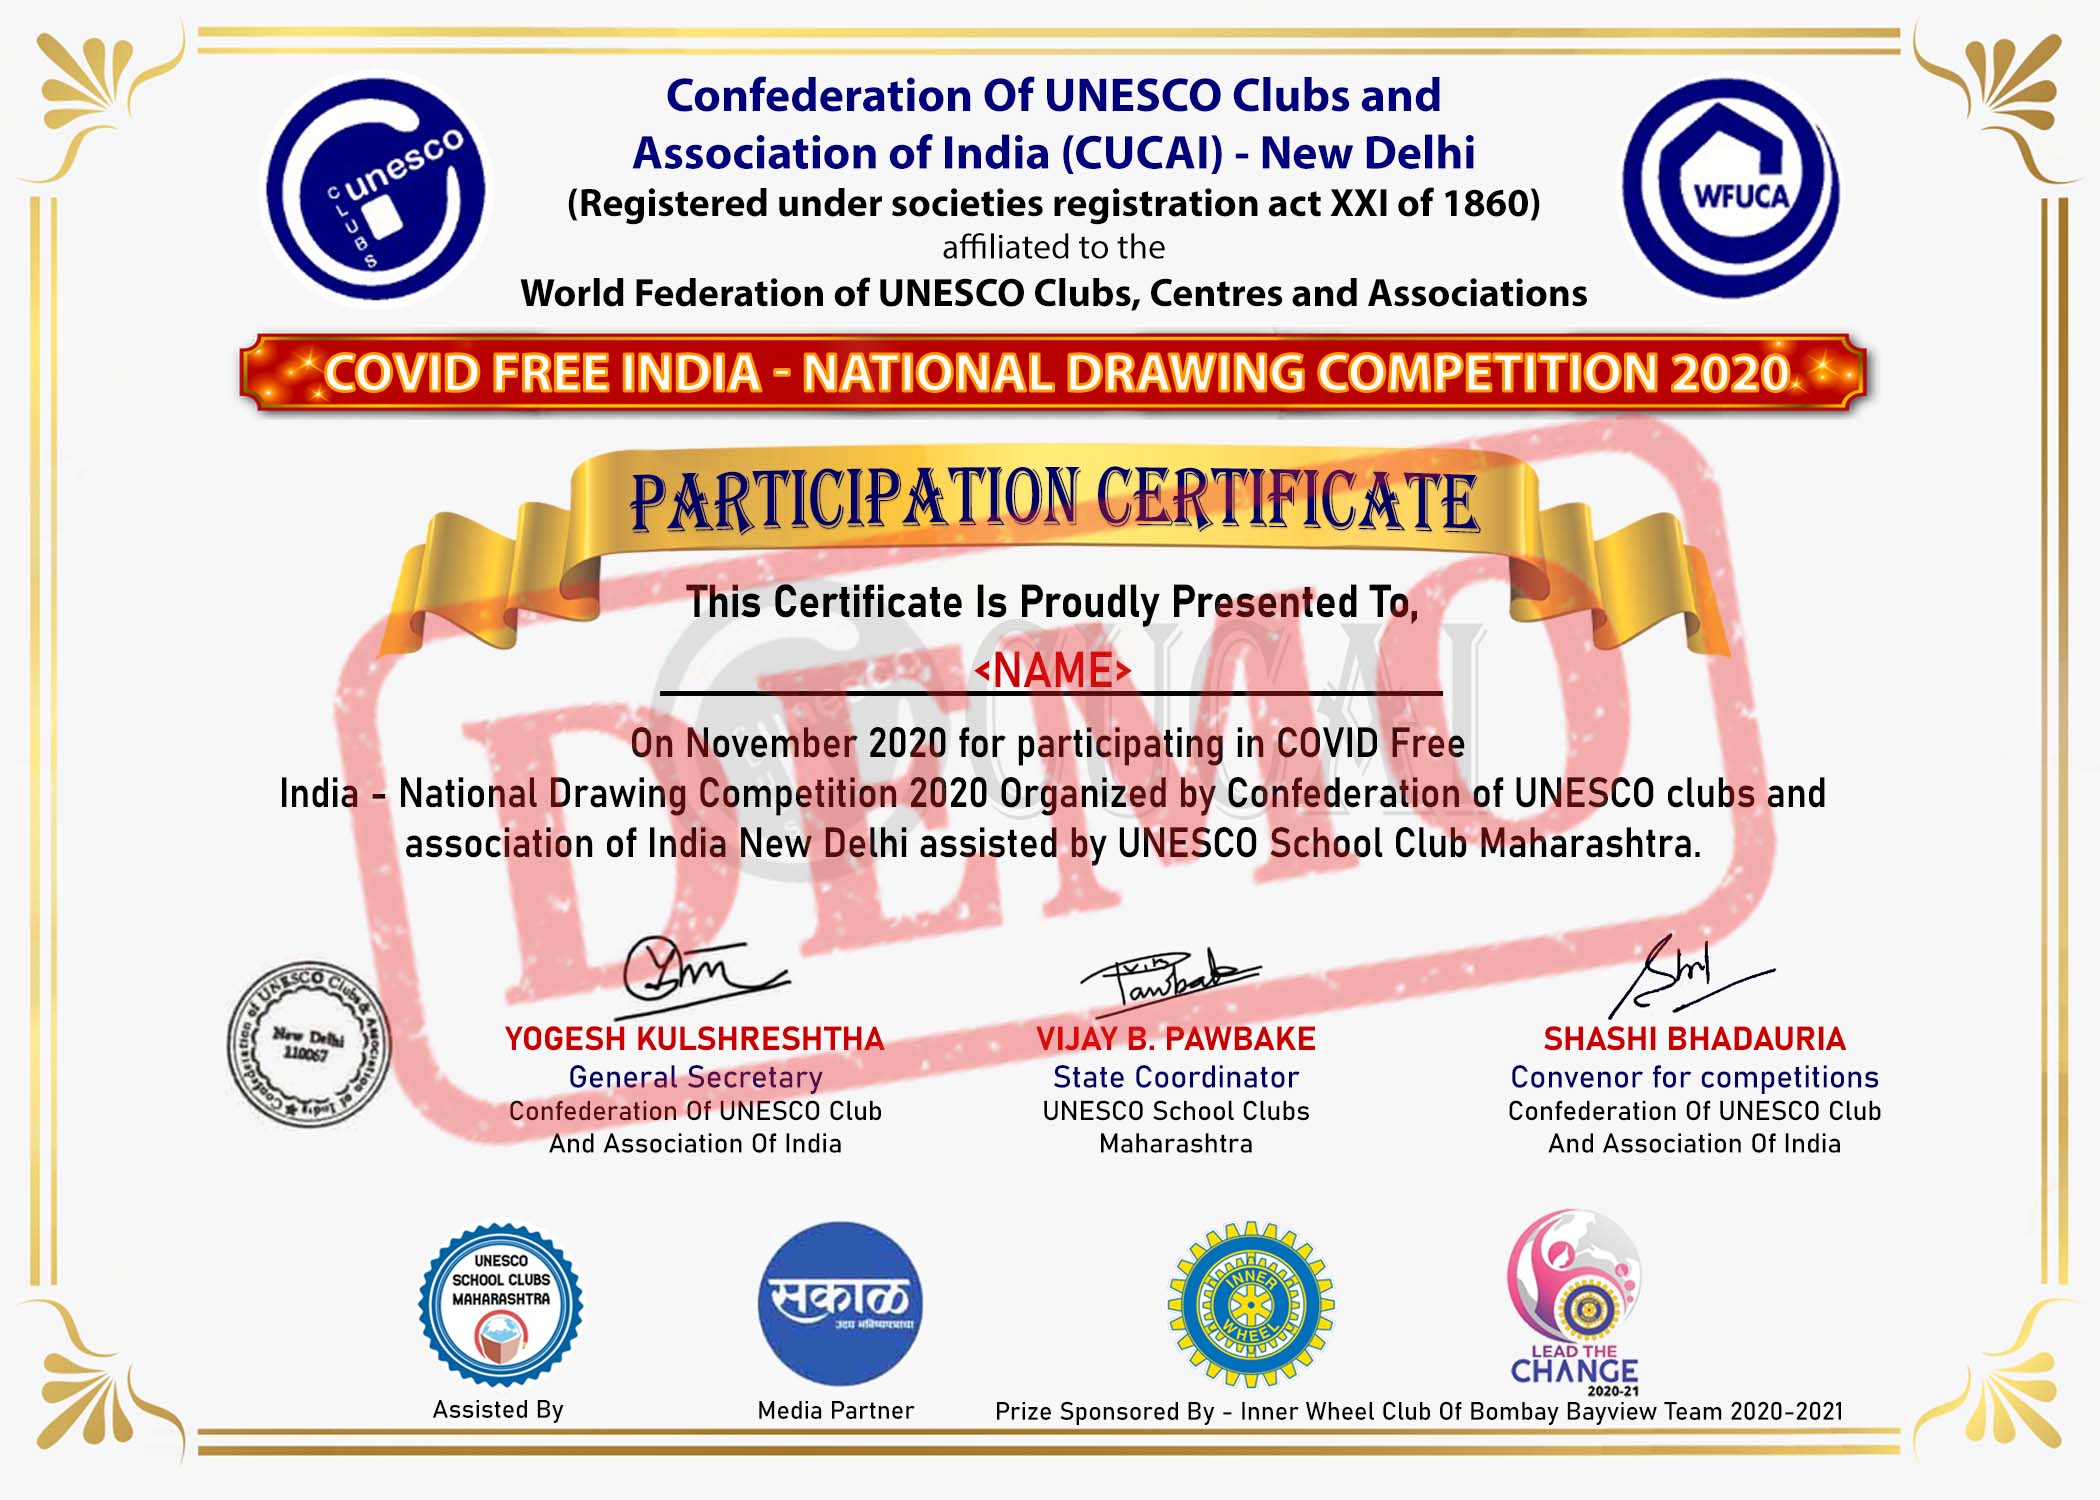 Confederation Of UNESCO Clubs and
Association of India (CUCAI) - New Delhi
(Registered under societies registration act XXI of 1860)
affiliated to the
World Federation of UNESCO Clubs, Centres and Associations
unesco
CLUBS
WFUCA
COVID FREE INDIA - NATIONAL DRAWING COMPETITION 2020
PARTICIPATION CERTIFICATE
This Certificate Is Proudly Presented To,
<NAME>
CUCAI
DEMO
On November 2020 for participating in COVID Free
India - National Drawing Competition 2020 Organized by Confederation of UNESCO clubs and
association of India New Delhi assisted by UNESCO School Club Maharashtra.
Confederation of UNESCO Clubs & Association of India
New Delhi
110067
V.B.
Pawbake
YOGESH KULSHRESHTHA
General Secretary
Confederation Of UNESCO Club
And Association Of India
VIJAY B. PAWBAKE
State Coordinator
UNESCO School Clubs
Maharashtra
SHASHI BHADAURIA
Convenor for competitions
Confederation Of UNESCO Club
And Association Of India
UNESCO
SCHOOL CLUBS
MAHARASHTRA
Assisted By
सकाळ
उद्या भविष्यपत्राचा
Media Partner
INNER
WHEEL
LEAD THE
CHANGE
2020-21
Prize Sponsored By - Inner Wheel Club Of Bombay Bayview Team 2020-2021